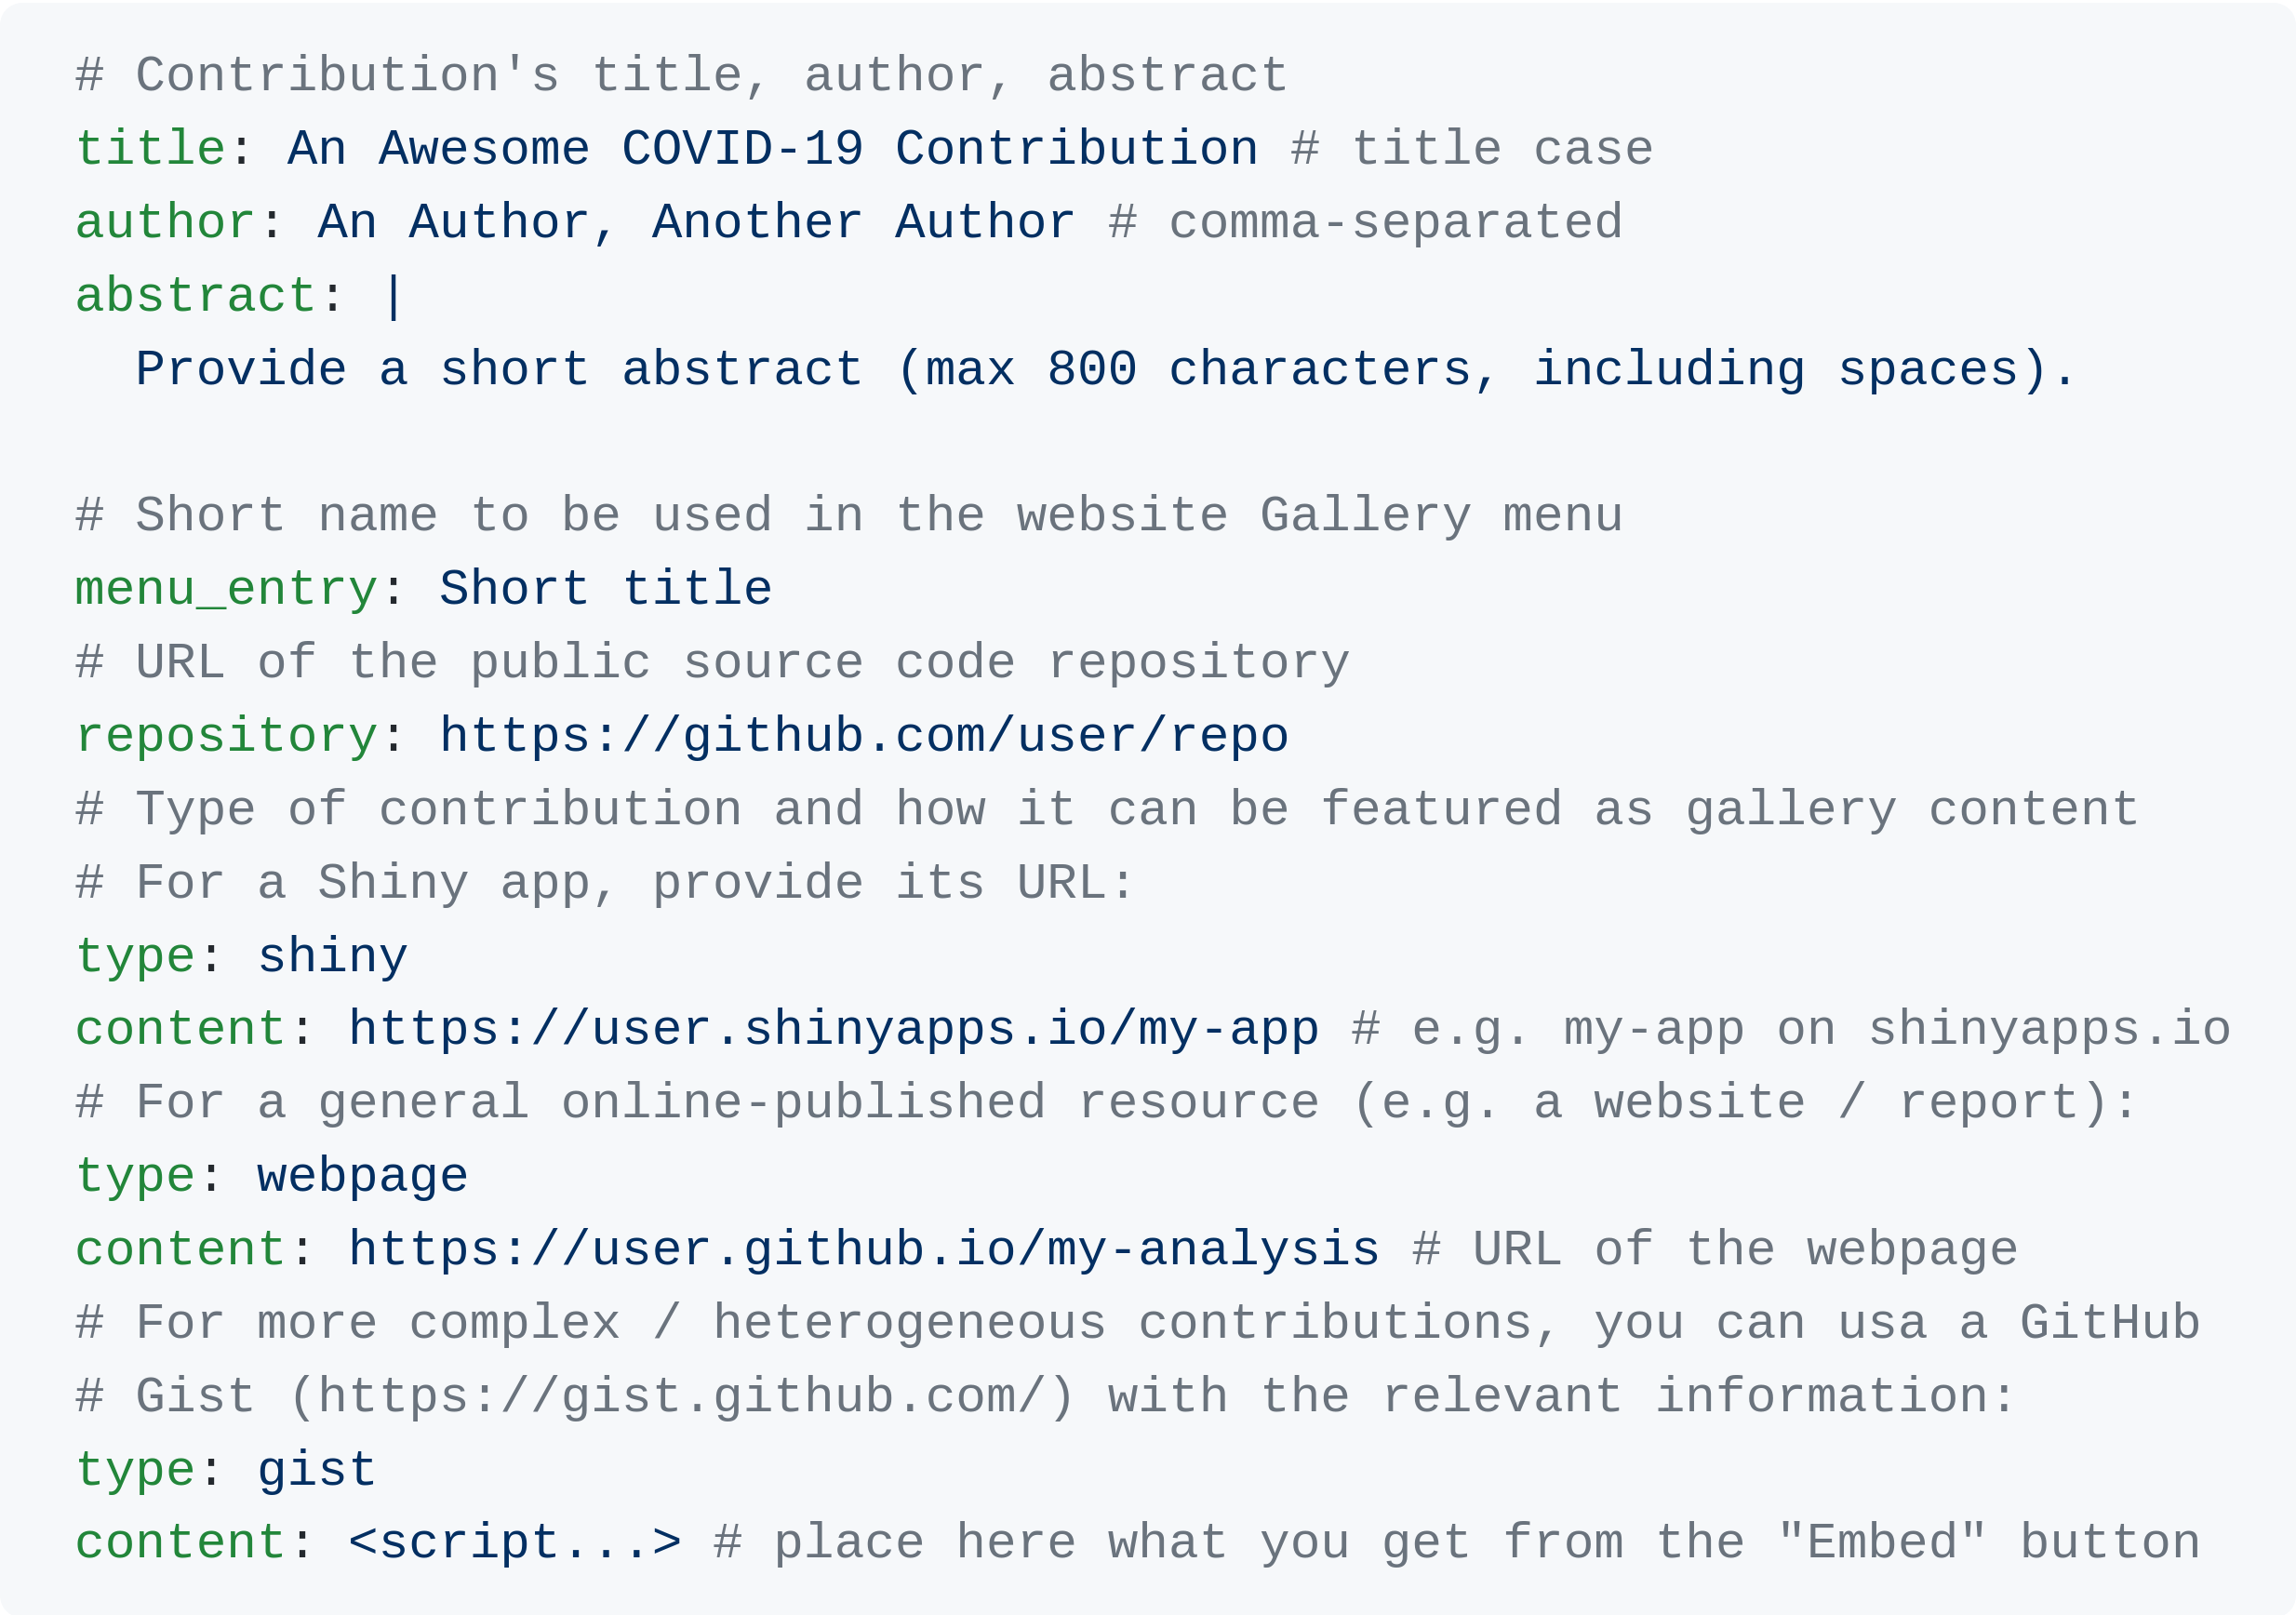 # Contribution's title, author, abstract
title: An Awesome COVID-19 Contribution # title case
author: An Author, Another Author # comma-separated
abstract: |
  Provide a short abstract (max 800 characters, including spaces).

# Short name to be used in the website Gallery menu
menu_entry: Short title
# URL of the public source code repository
repository: https://github.com/user/repo
# Type of contribution and how it can be featured as gallery content
# For a Shiny app, provide its URL:
type: shiny
content: https://user.shinyapps.io/my-app # e.g. my-app on shinyapps.io
# For a general online-published resource (e.g. a website / report):
type: webpage
content: https://user.github.io/my-analysis # URL of the webpage
# For more complex / heterogeneous contributions, you can usa a GitHub
# Gist (https://gist.github.com/) with the relevant information:
type: gist
content: <script...> # place here what you get from the "Embed" button